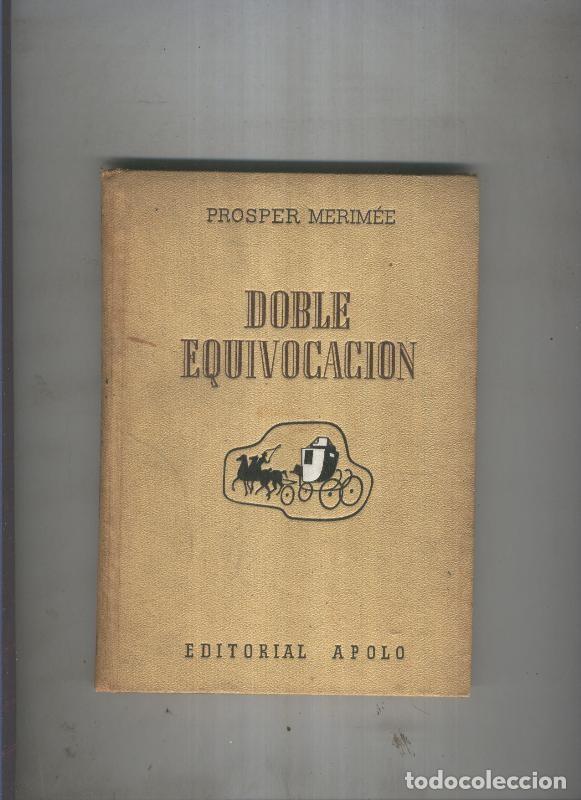 PROSPER MERIMÉE
DOBLE
EQUIVOCACION
EDITORIAL APOLO
todocoleccion